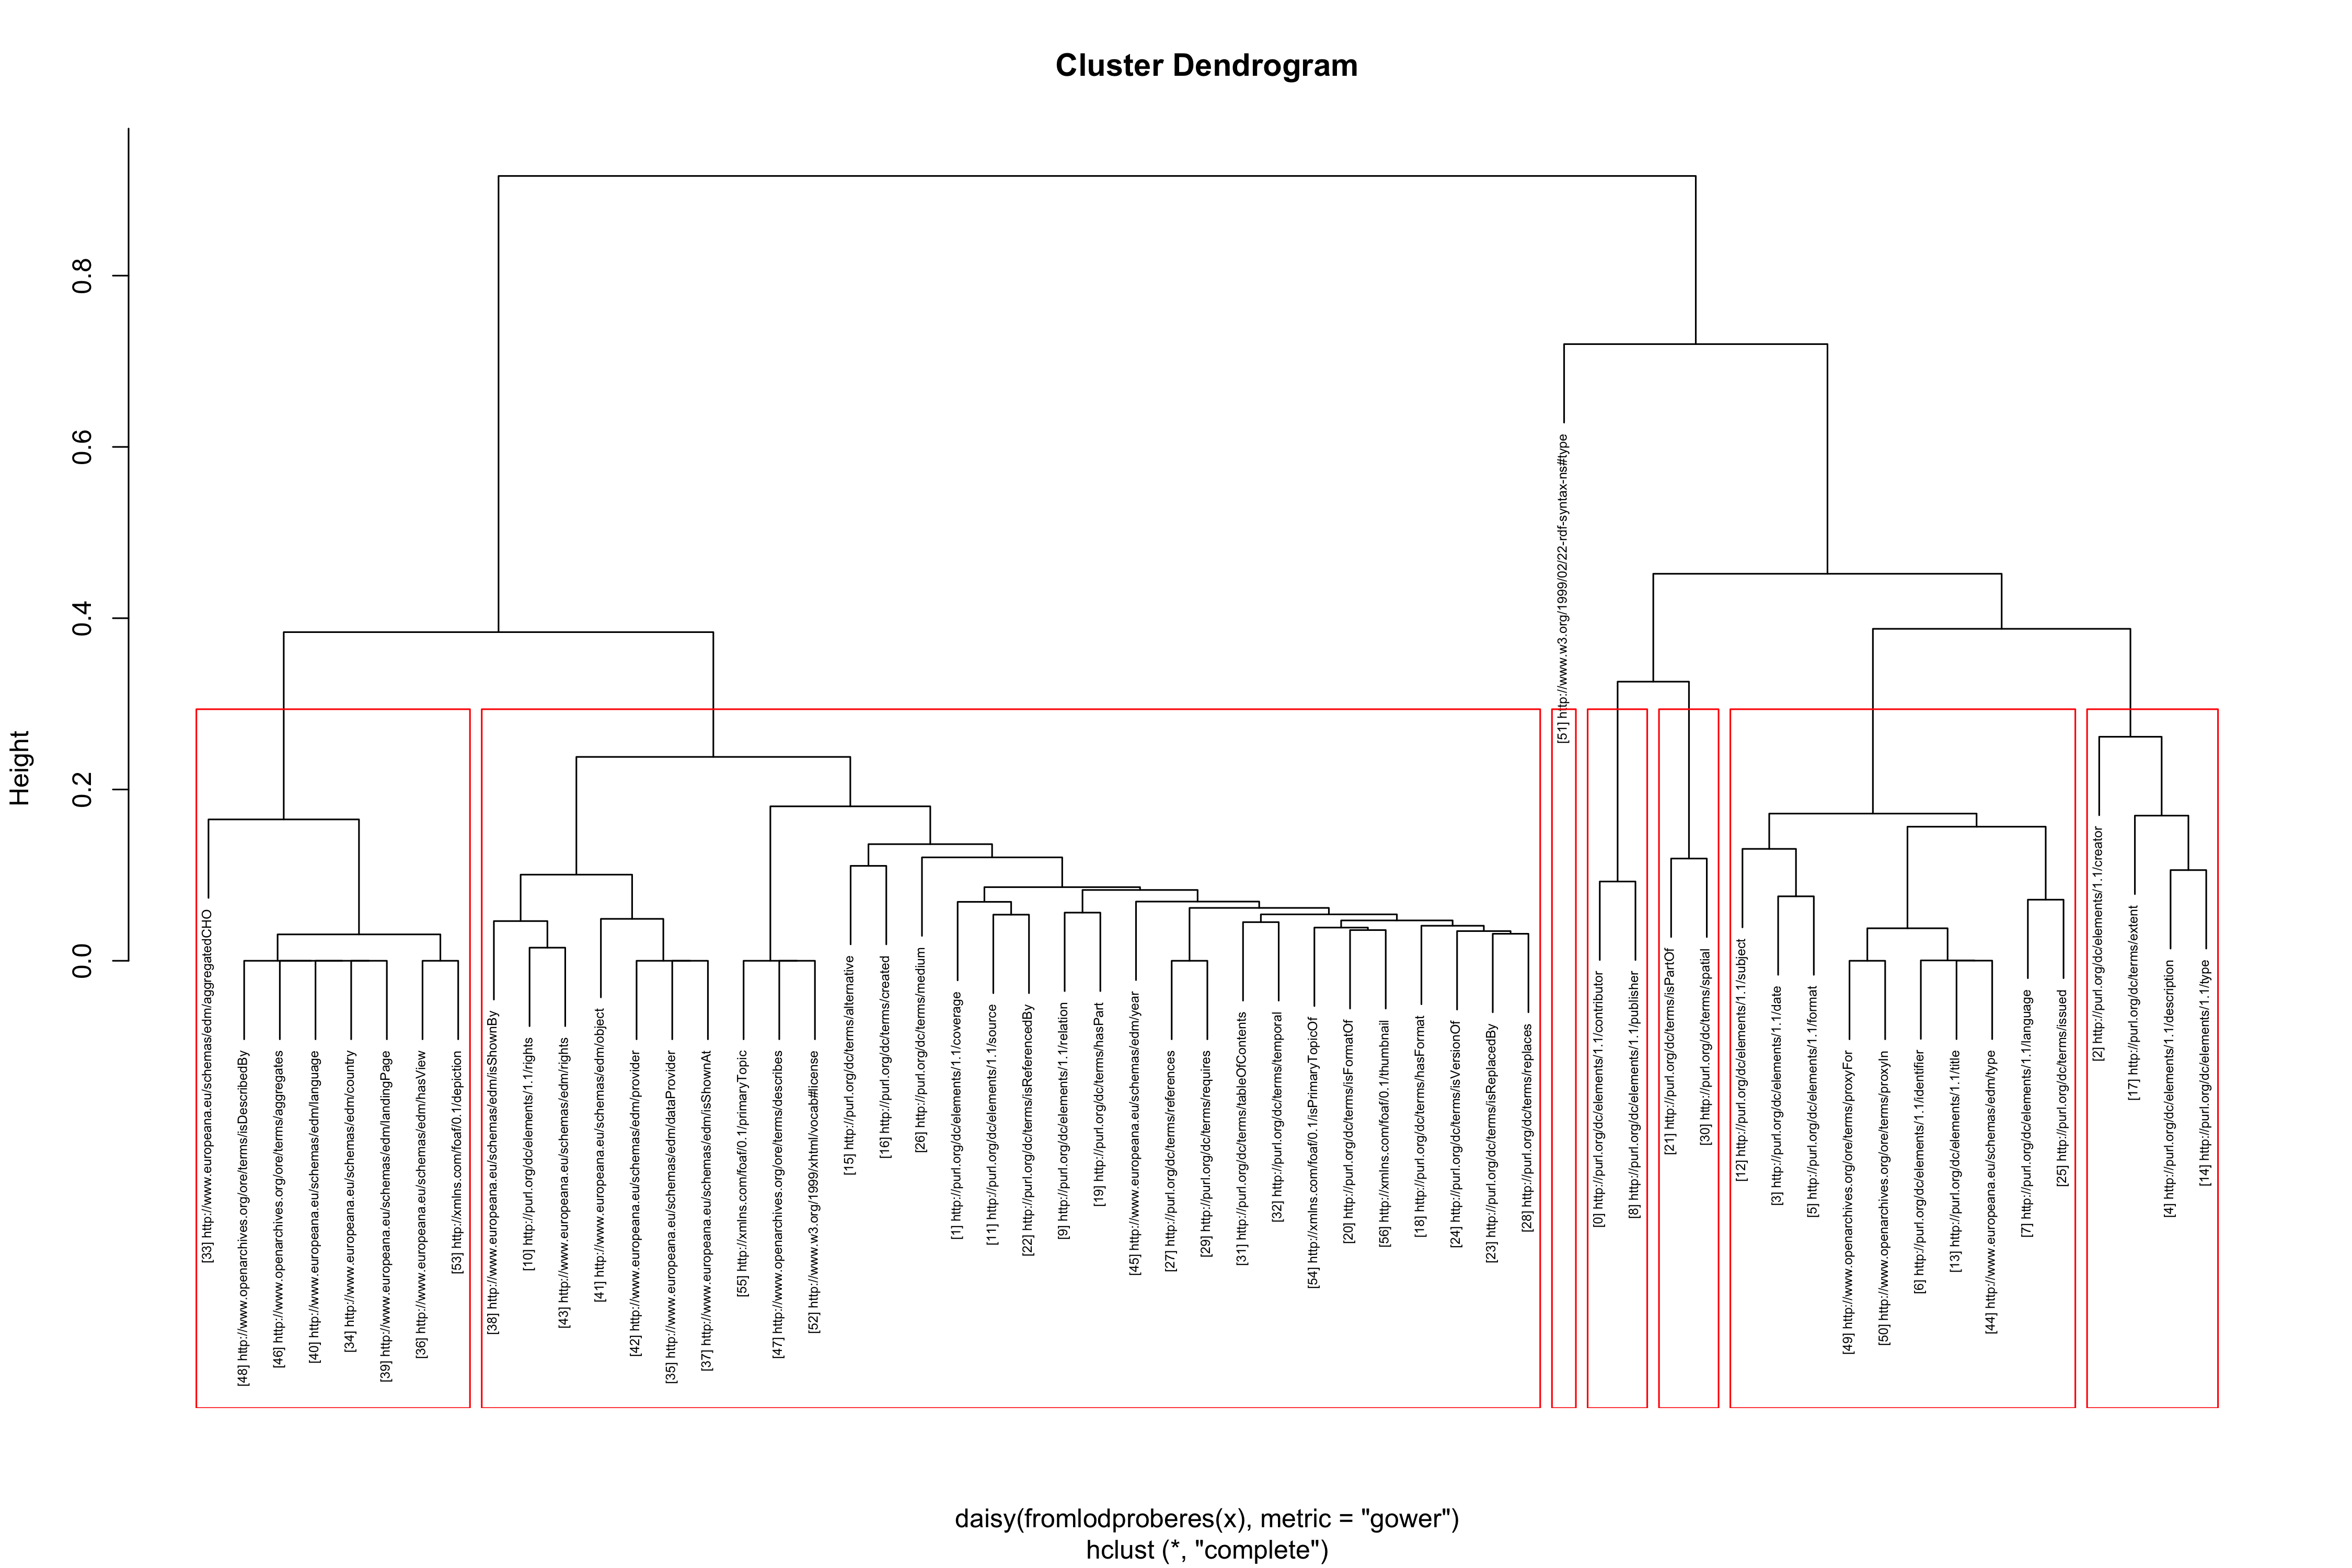 Cluster Dendrogram
Height
0.0
0.2
0.4
0.6
0.8
[33] http://www.europeana.eu/schemas/edm/aggregatedCHO
[48] http://www.openarchives.org/ore/terms/isDescribedBy
[46] http://www.openarchives.org/ore/terms/aggregates
[40] http://www.europeana.eu/schemas/edm/language
[34] http://www.europeana.eu/schemas/edm/country
[39] http://www.europeana.eu/schemas/edm/landingPage
[36] http://www.europeana.eu/schemas/edm/hasView
[53] http://xmlns.com/foaf/0.1/depiction
[38] http://www.europeana.eu/schemas/edm/isShownBy
[10] http://purl.org/dc/elements/1.1/rights
[43] http://www.europeana.eu/schemas/edm/rights
[41] http://www.europeana.eu/schemas/edm/object
[42] http://www.europeana.eu/schemas/edm/provider
[35] http://www.europeana.eu/schemas/edm/dataProvider
[37] http://www.europeana.eu/schemas/edm/isShownAt
[55] http://xmlns.com/foaf/0.1/primaryTopic
[47] http://www.openarchives.org/ore/terms/describes
[52] http://www.w3.org/1999/xhtml/vocab#license
[15] http://purl.org/dc/terms/alternative
[16] http://purl.org/dc/terms/created
[26] http://purl.org/dc/terms/medium
[1] http://purl.org/dc/elements/1.1/coverage
[11] http://purl.org/dc/elements/1.1/source
[22] http://purl.org/dc/terms/isReferencedBy
[9] http://purl.org/dc/elements/1.1/relation
[19] http://purl.org/dc/terms/hasPart
[45] http://www.europeana.eu/schemas/edm/year
[27] http://purl.org/dc/terms/references
[29] http://purl.org/dc/terms/requires
[31] http://purl.org/dc/terms/tableOfContents
[32] http://purl.org/dc/terms/temporal
[54] http://xmlns.com/foaf/0.1/isPrimaryTopicOf
[20] http://purl.org/dc/terms/isFormatOf
[56] http://xmlns.com/foaf/0.1/thumbnail
[18] http://purl.org/dc/terms/hasFormat
[24] http://purl.org/dc/terms/isVersionOf
[23] http://purl.org/dc/terms/isReplacedBy
[28] http://purl.org/dc/terms/replaces
[51] http://www.w3.org/1999/02/22-rdf-syntax-ns#type
[0] http://purl.org/dc/elements/1.1/contributor
[8] http://purl.org/dc/elements/1.1/publisher
[21] http://purl.org/dc/terms/isPartOf
[30] http://purl.org/dc/terms/spatial
[12] http://purl.org/dc/elements/1.1/subject
[3] http://purl.org/dc/elements/1.1/date
[5] http://purl.org/dc/elements/1.1/format
[49] http://www.openarchives.org/ore/terms/proxyFor
[50] http://www.openarchives.org/ore/terms/proxyIn
[6] http://purl.org/dc/elements/1.1/identifier
[13] http://purl.org/dc/elements/1.1/title
[44] http://www.europeana.eu/schemas/edm/type
[7] http://purl.org/dc/elements/1.1/language
[25] http://purl.org/dc/terms/issued
[2] http://purl.org/dc/elements/1.1/creator
[17] http://purl.org/dc/terms/extent
[4] http://purl.org/dc/elements/1.1/description
[14] http://purl.org/dc/elements/1.1/type
daisy(fromlodproberes(x), metric = "gower")
hclust (*, "complete")